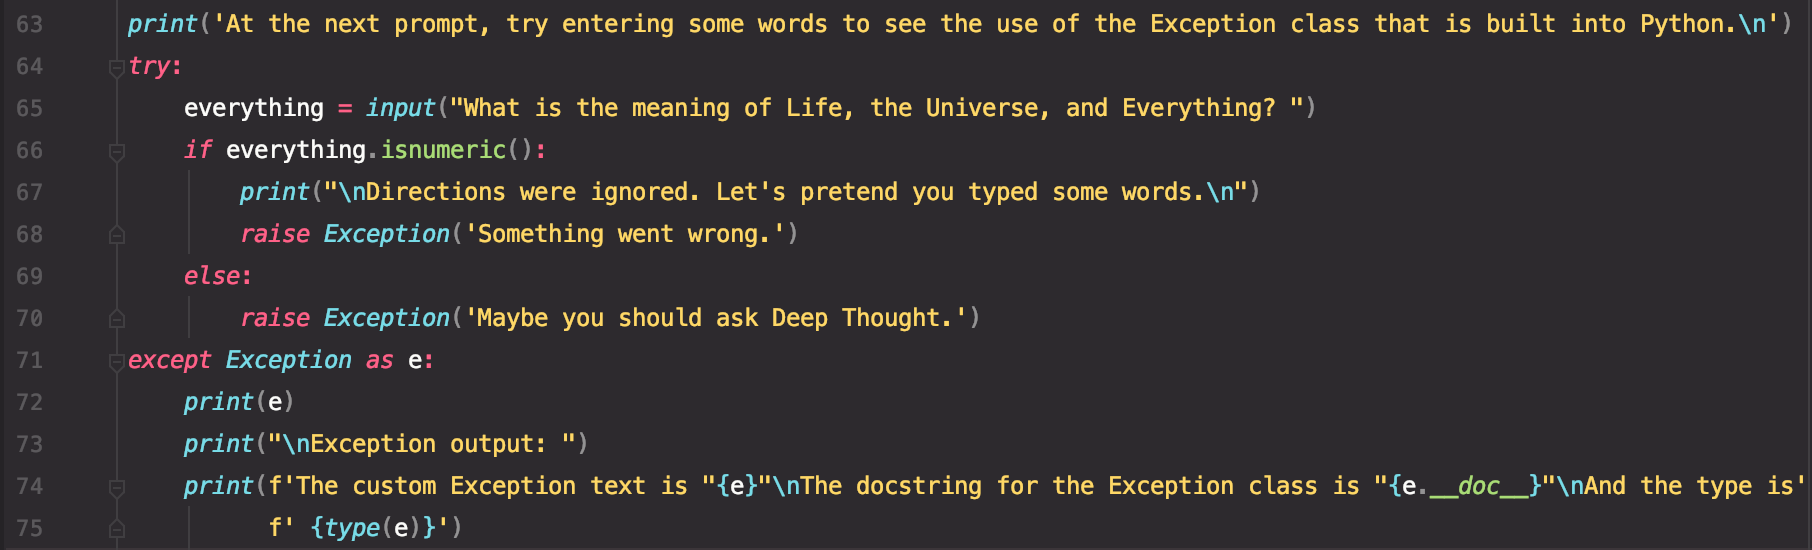 63 print('At the next prompt, try entering some words to see the use of the Exception class that is built into Python.\n')
64 try:
65     everything = input("What is the meaning of Life, the Universe, and Everything? ")
66     if everything.isnumeric():
67         print("\nDirections were ignored. Let's pretend you typed some words.\n")
68         raise Exception('Something went wrong.')
69     else:
70         raise Exception('Maybe you should ask Deep Thought.')
71 except Exception as e:
72     print(e)
73     print("\nException output: ")
74     print(f'The custom Exception text is "{e}"\nThe docstring for the Exception class is "{e.__doc__}"\nAnd the type is'
75           f' {type(e)}')